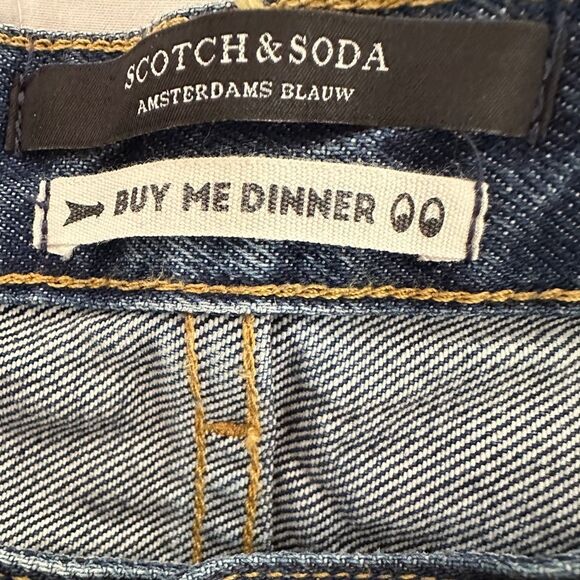 SCOTCH & SODA
AMSTERDAMS BLAUW
BUY ME DINNER